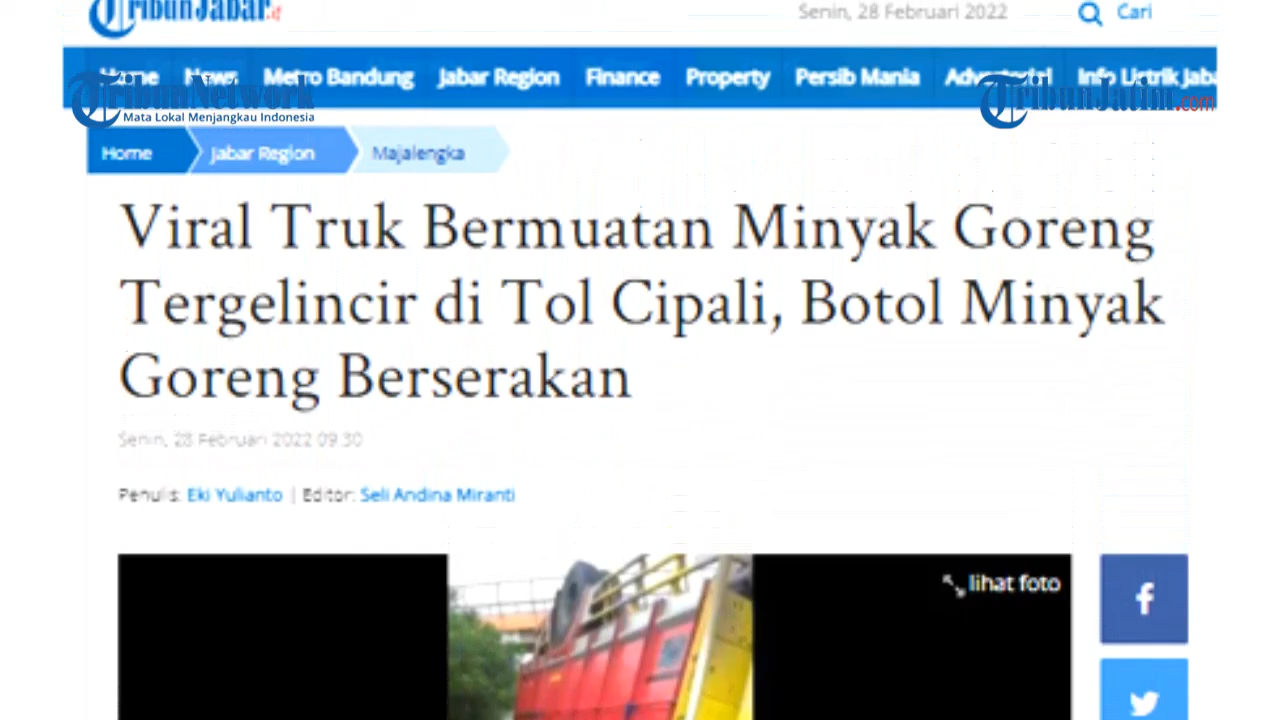 TribunJabar.id
Senin, 28 Februari 2022
Cari
Home News Metro Bandung Jabar Region Finance Property Persib Mania Advertorial Info Listrik Jaba
TribunNetwork
Mata Lokal Menjangkau Indonesia
TribunJatim.com
Home Jabar Region Majalengka
Viral Truk Bermuatan Minyak Goreng
Tergelincir di Tol Cipali, Botol Minyak
Goreng Berserakan
Senin, 28 Februari 2022 09:30
Penulis: Eki Yulianto | Editor: Seli Andina Miranti
lihat foto